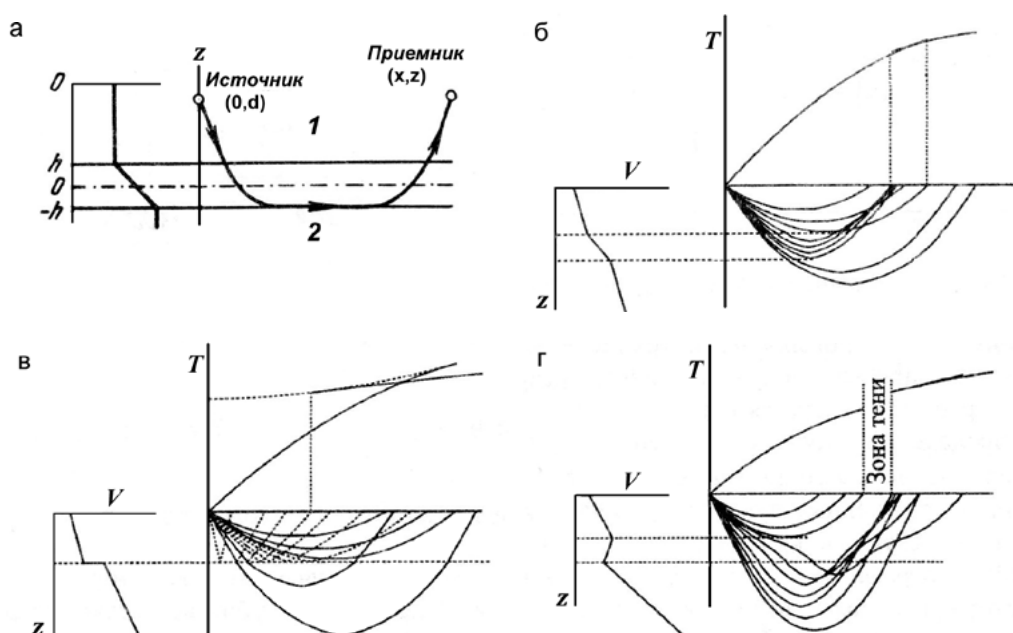 а
z
Источник
(0,d)
Приемник
(x,z)
0
1
h
0
-h
2
б
T
V
z
в
T
V
z
г
T
Зона тени
V
z